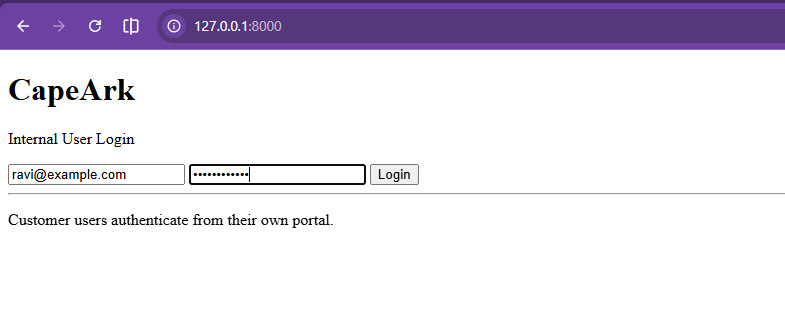 127.0.0.1:8000
CapeArk
Internal User Login
ravi@example.com •••••••••••• Login
Customer users authenticate from their own portal.